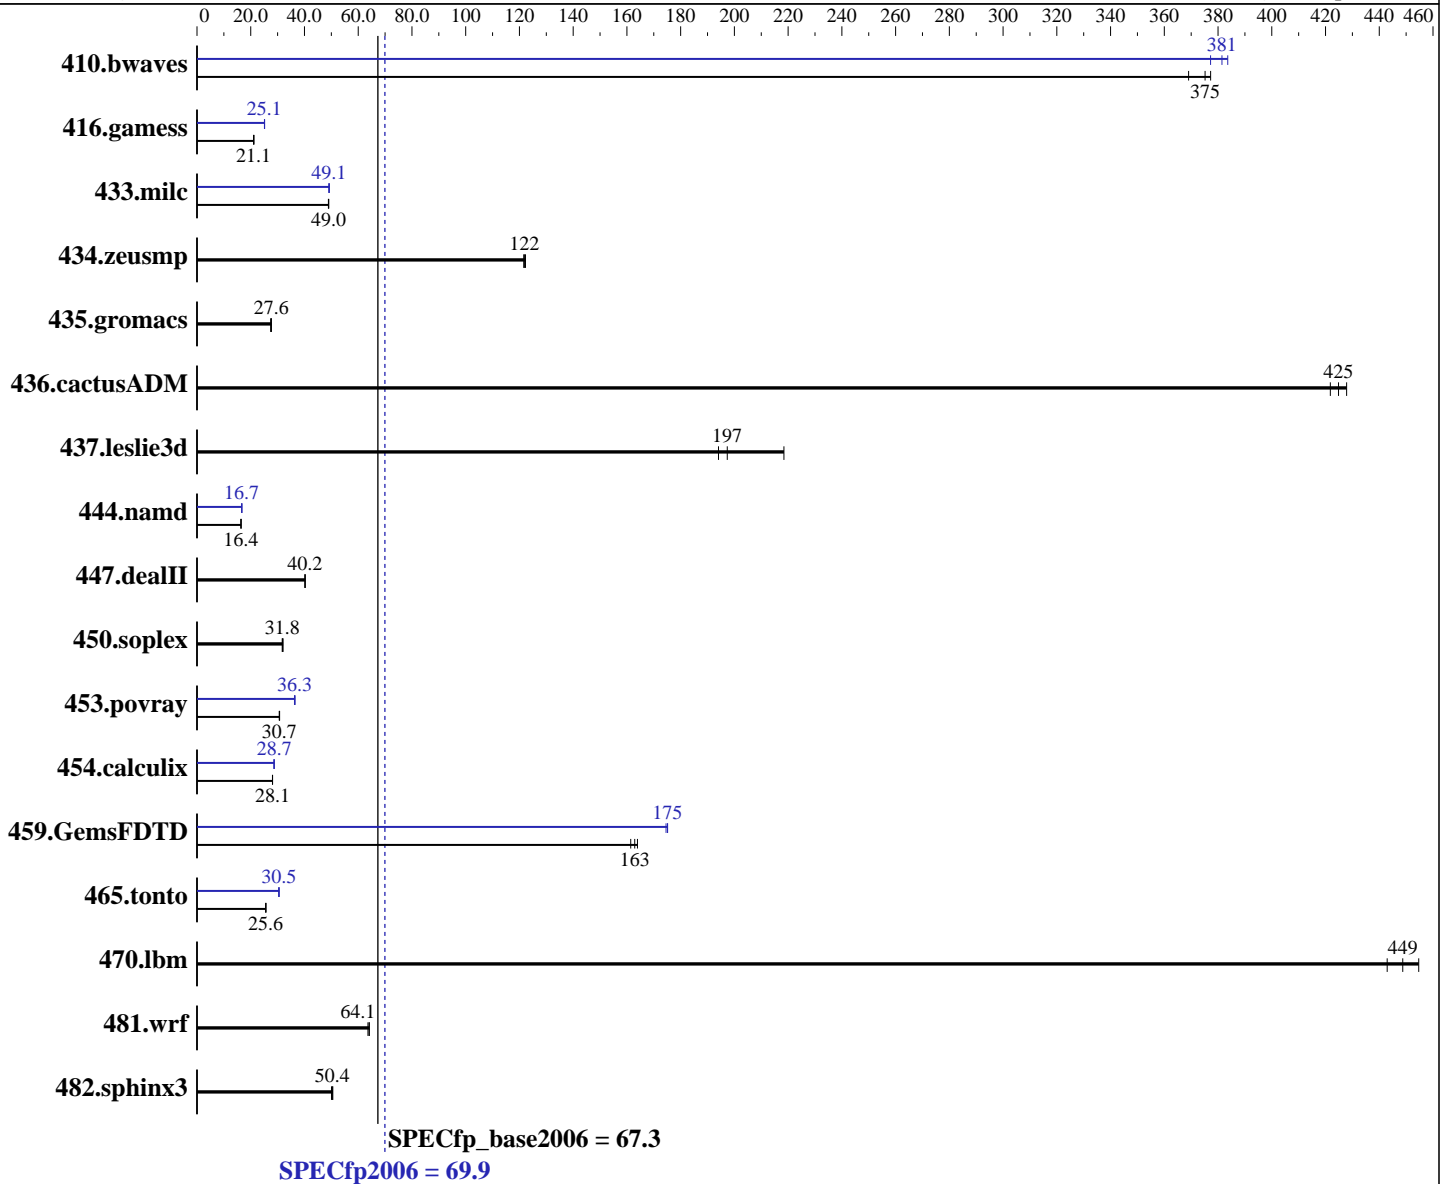 0 20.0 40.0 60.0 80.0 100 120 140 160 180 200 220 240 260 280 300 320 340 360 380 400 420 440 460
381
410.bwaves
375
25.1
416.gamess
21.1
49.1
433.milc
49.0
122
434.zeusmp
27.6
435.gromacs
425
436.cactusADM
197
437.leslie3d
16.7
444.namd
16.4
40.2
447.dealII
31.8
450.soplex
36.3
453.povray
30.7
28.7
454.calculix
28.1
175
459.GemsFDTD
163
30.5
465.tonto
25.6
449
470.lbm
64.1
481.wrf
50.4
482.sphinx3
SPECfp_base2006 = 67.3
SPECfp2006 = 69.9